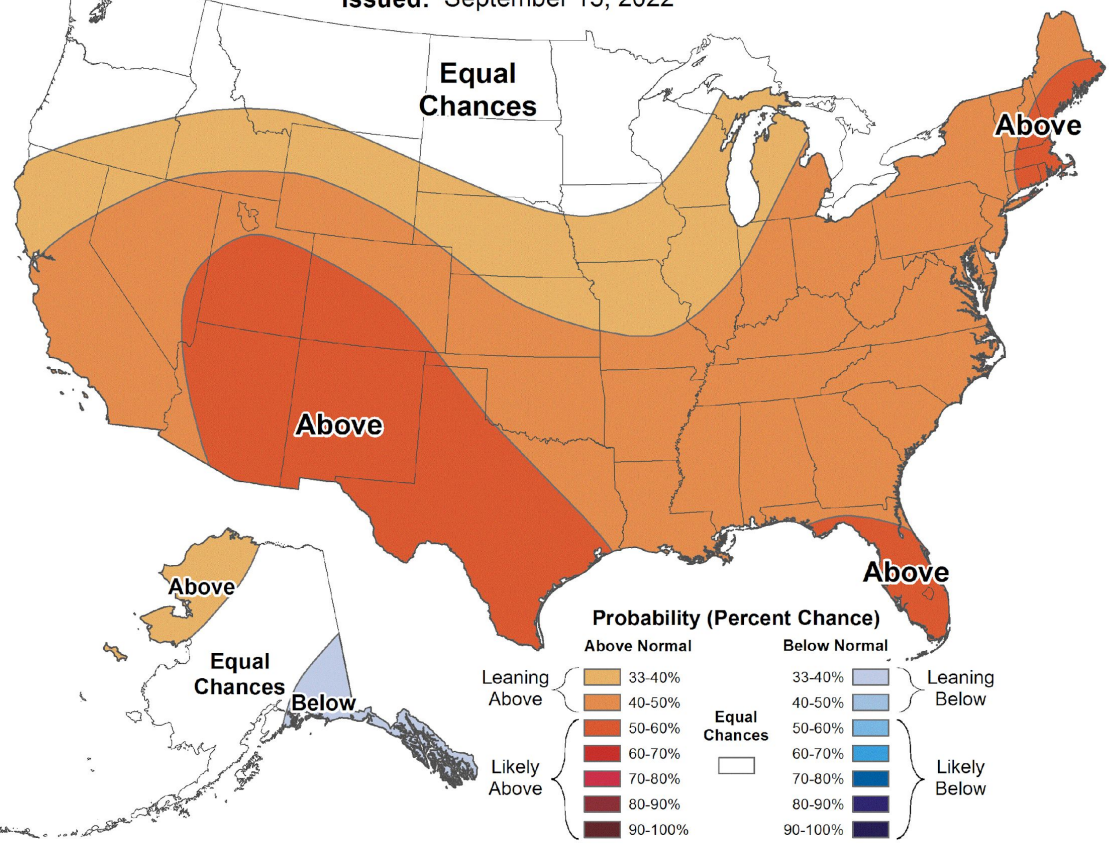 Issued: September 15, 2022
Equal
Chances
Above
Above
Above
Above
Equal
Chances
Below
Probability (Percent Chance)
Above Normal
Below Normal
Leaning
Above
33-40%
40-50%
50-60%
60-70%
70-80%
80-90%
90-100%
Likely
Above
Equal
Chances
33-40%
40-50%
50-60%
60-70%
70-80%
80-90%
90-100%
Leaning
Below
Likely
Below